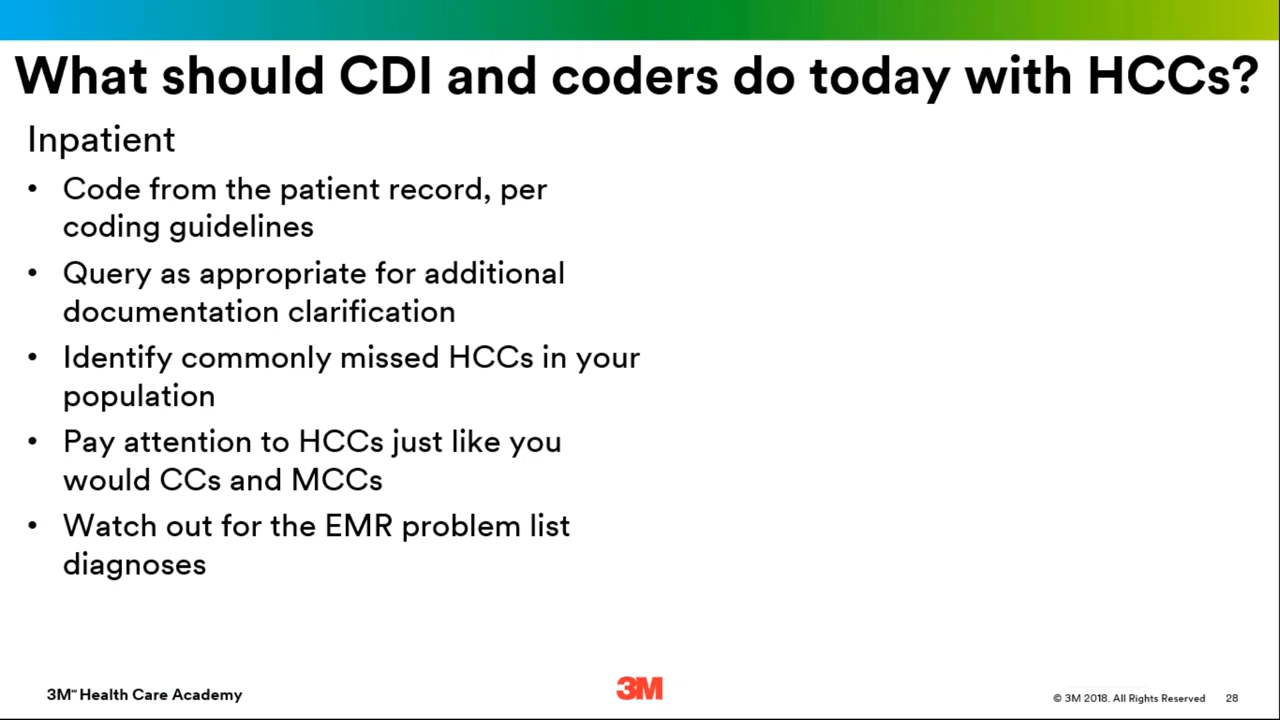 What should CDI and coders do today with HCCs?
Inpatient
• Code from the patient record, per
coding guidelines
• Query as appropriate for additional
documentation clarification
• Identify commonly missed HCCs in your
population
• Pay attention to HCCs just like you
would CCs and MCCs
• Watch out for the EMR problem list
diagnoses
3M™ Health Care Academy
3M
© 3M 2018. All Rights Reserved 28